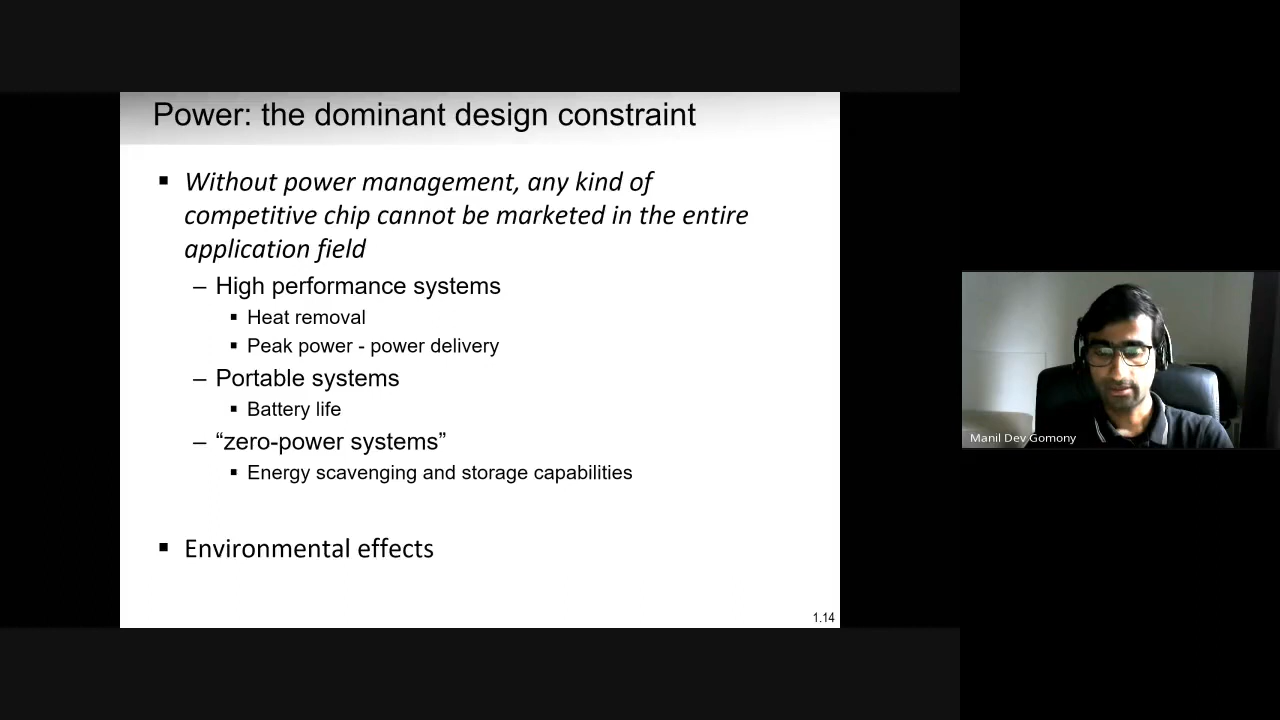 Power: the dominant design constraint
▪ Without power management, any kind of
competitive chip cannot be marketed in the entire
application field
– High performance systems
▪ Heat removal
▪ Peak power - power delivery
– Portable systems
▪ Battery life
– “zero-power systems”
▪ Energy scavenging and storage capabilities
▪ Environmental effects
1.14
Manil Dev Gomony